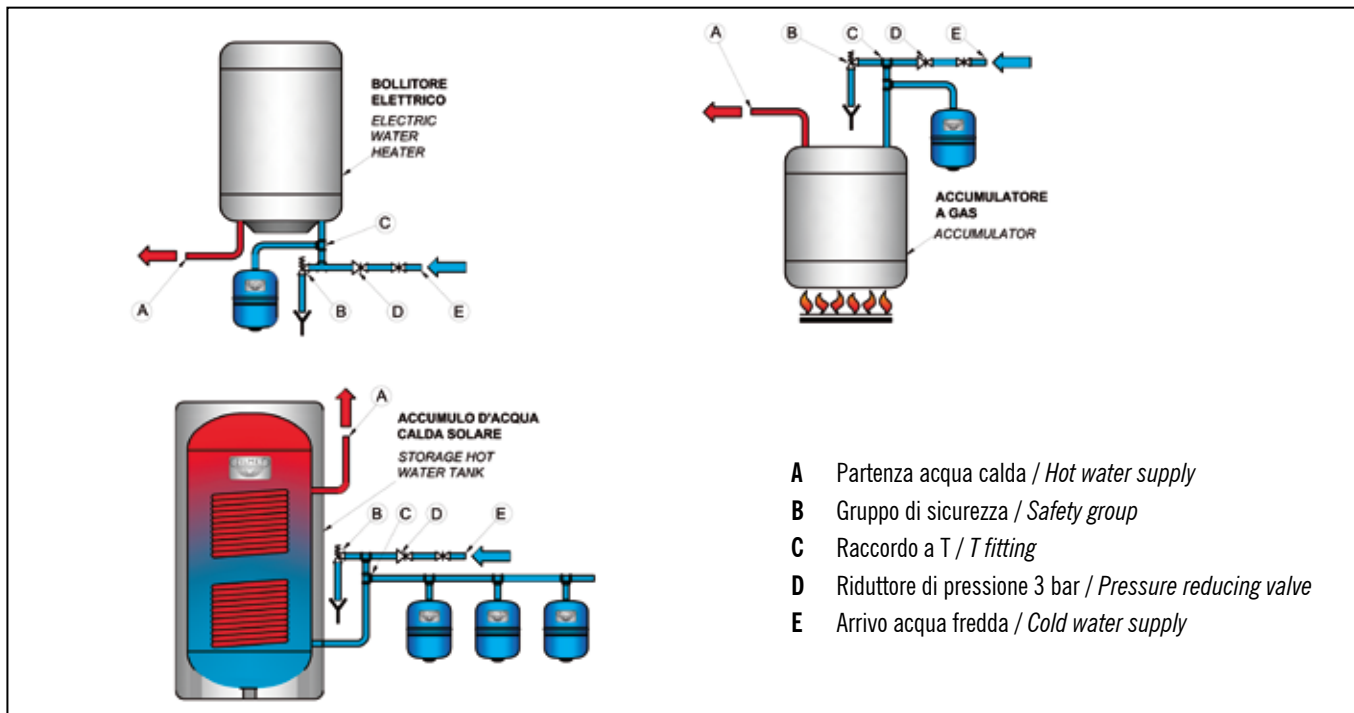 BOLLITORE
ELETTRICO
ELECTRIC
WATER
HEATER
C
A
B
D
E
A
B
C
D
E
ACCUMULATORE
A GAS
ACCUMULATOR
A
ACCUMULO D'ACQUA
CALDA SOLARE
STORAGE HOT
WATER TANK
B
C
D
E
A Partenza acqua calda / Hot water supply
B Gruppo di sicurezza / Safety group
C Raccordo a T / T fitting
D Riduttore di pressione 3 bar / Pressure reducing valve
E Arrivo acqua fredda / Cold water supply